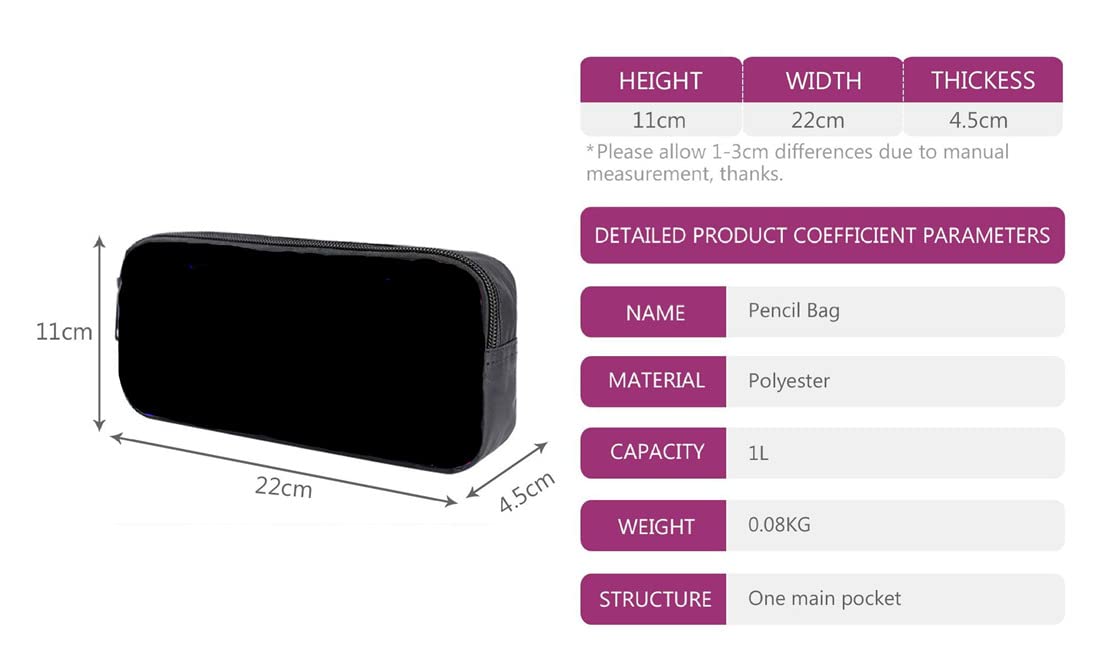 HEIGHT WIDTH THICKESS
11cm 22cm 4.5cm
*Please allow 1-3cm differences due to manual
measurement, thanks.
DETAILED PRODUCT COEFFICIENT PARAMETERS
NAME Pencil Bag
MATERIAL Polyester
CAPACITY 1L
WEIGHT 0.08KG
STRUCTURE One main pocket
11cm
22cm
4.5cm